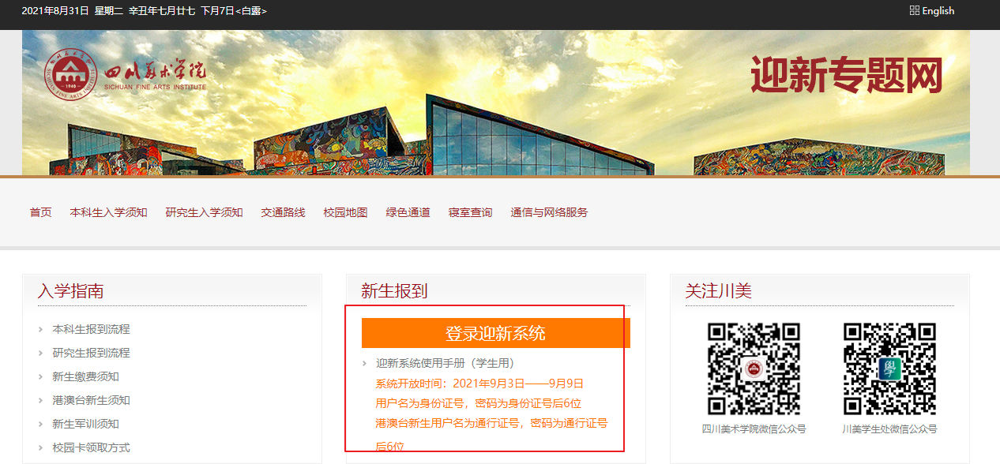 2021年8月31日 星期二 辛丑年七月廿七 下月7日<白露>
English
四川美术学院
SICHUAN FINE ARTS INSTITUTE
SICHUAN FINE ARTS INSTITUTE
1940
迎新专题网
首页 本科生入学须知 研究生入学须知 交通路线 校园地图 绿色通道 寝室查询 通信与网络服务
入学指南
本科生报到流程
研究生报到流程
新生缴费须知
港澳台新生须知
新生军训须知
校园卡领取方式
新生报到
登录迎新系统
迎新系统使用手册（学生用）
系统开放时间：2021年9月3日——9月9日
用户名为身份证号，密码为身份证号后6位
港澳台新生用户名为通行证号，密码为通行证号
后6位
关注川美
學
四川美术学院微信公众号
川美学生处微信公众号